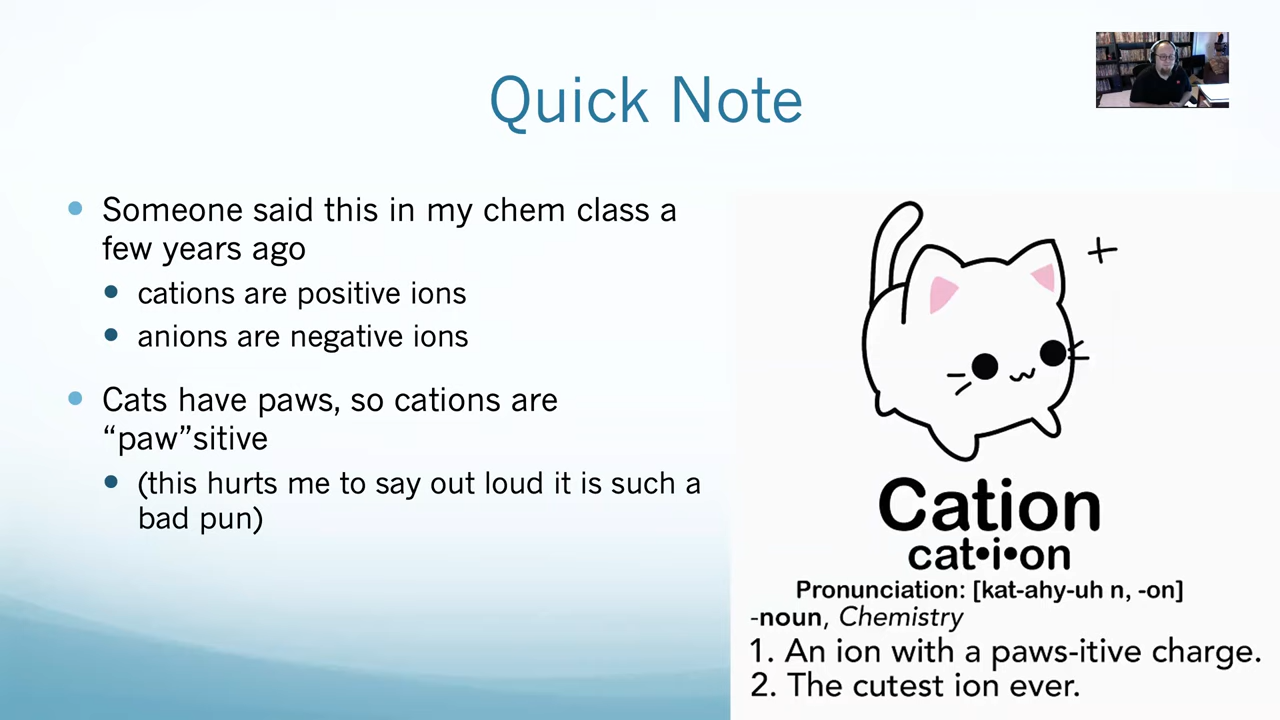 Quick Note
Someone said this in my chem class a
few years ago
cations are positive ions
anions are negative ions
Cats have paws, so cations are
“paw”sitive
(this hurts me to say out loud it is such a
bad pun)
+
Cation
cat•i•on
Pronunciation: [kat-ahy-uh n, -on]
-noun, Chemistry
1. An ion with a paws-itive charge.
2. The cutest ion ever.